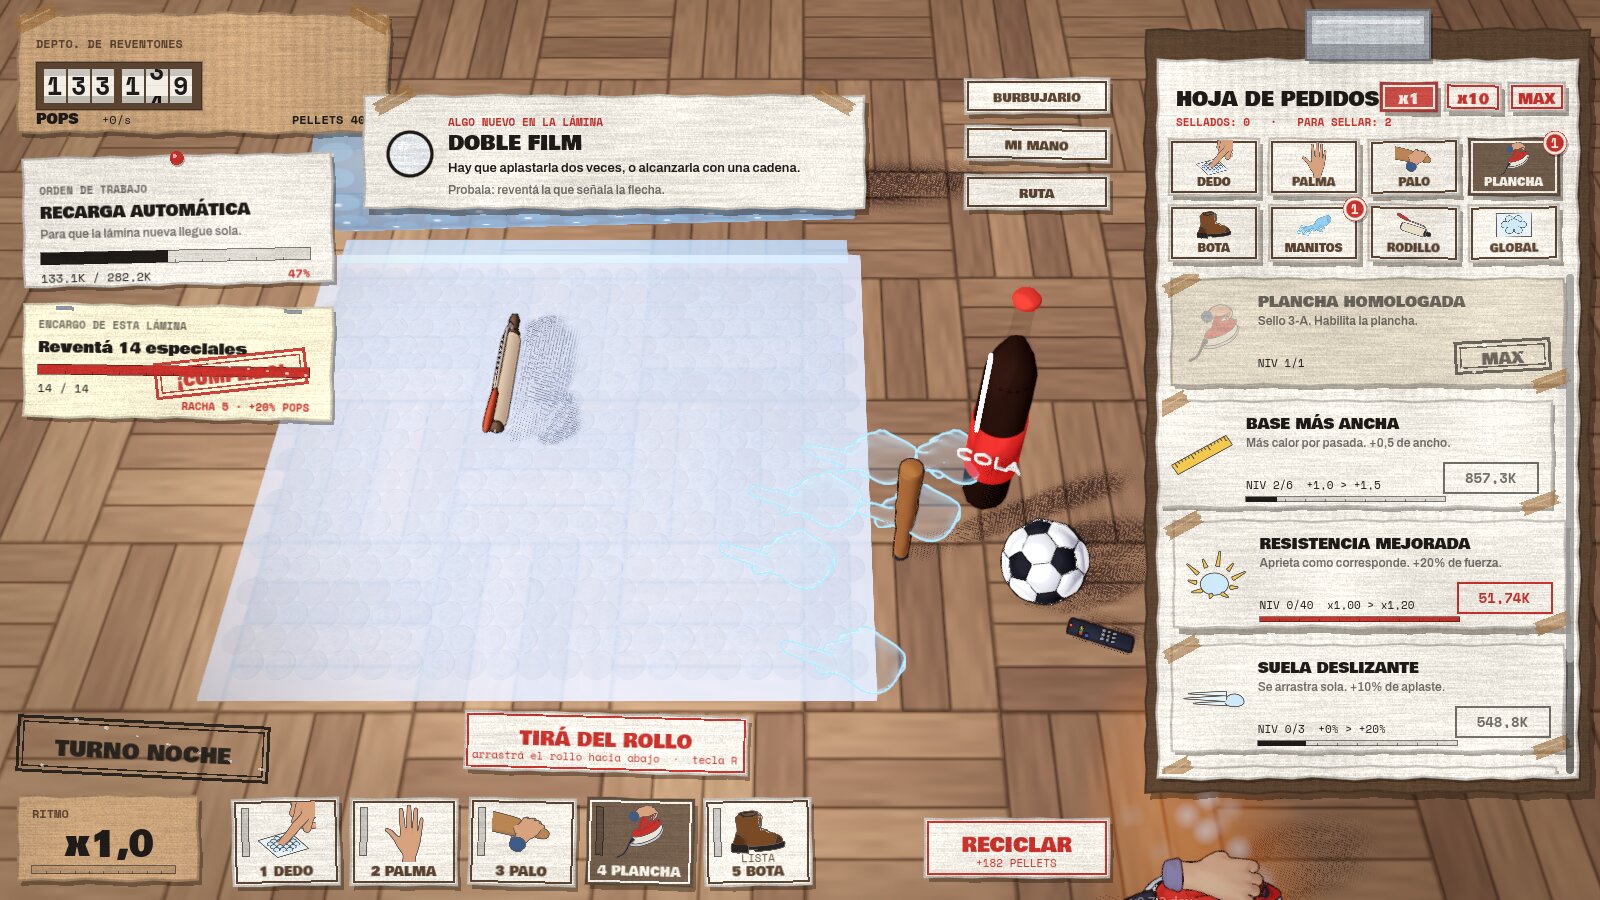 DEPTO. DE REVENTONES
POPS +0/s PELLETS 40
ORDEN DE TRABAJO
RECARGA AUTOMÁTICA
Para que la lámina nueva llegue sola.
133.1K / 282.2K 47%
ENCARGO DE ESTA LÁMINA
Reventá 14 especiales
14 / 14
RACHA 5 · +20% POPS
ALGO NUEVO EN LA LÁMINA
DOBLE FILM
Hay que aplastarla dos veces, o alcanzarla con una cadena.
Probala: reventá la que señala la flecha.
BURBUJARIO
MI MANO
RUTA
COLA
HOJA DE PEDIDOS x1 x10 MAX
SELLADOS: 0 · PARA SELLAR: 2
DEDO
PALMA
PALO
PLANCHA
1
BOTA
MANITOS
1
RODILLO
GLOBAL
PLANCHA HOMOLOGADA
Sello 3-A. Habilita la plancha.
NIV 1/1
MAX
BASE MÁS ANCHA
Más calor por pasada. +0,5 de ancho.
NIV 2/6 +1.0 > +1.5
857,3K
RESISTENCIA MEJORADA
Aprieta como corresponde. +20% de fuerza.
NIV 0/40 x1.00 > x1.20
51,74K
SUELA DESLIZANTE
Se arrastra sola. +10% de aplaste.
NIV 0/3 +0% > +20%
548,8K
TURNO NOCHE
TIRÁ DEL ROLLO
arrastrá el rollo hacia abajo · tecla R
RITMO
x1,0
1 DEDO
2 PALMA
3 PALO
4 PLANCHA
LISTA
5 BOTA
RECICLAR
+182 PELLETS